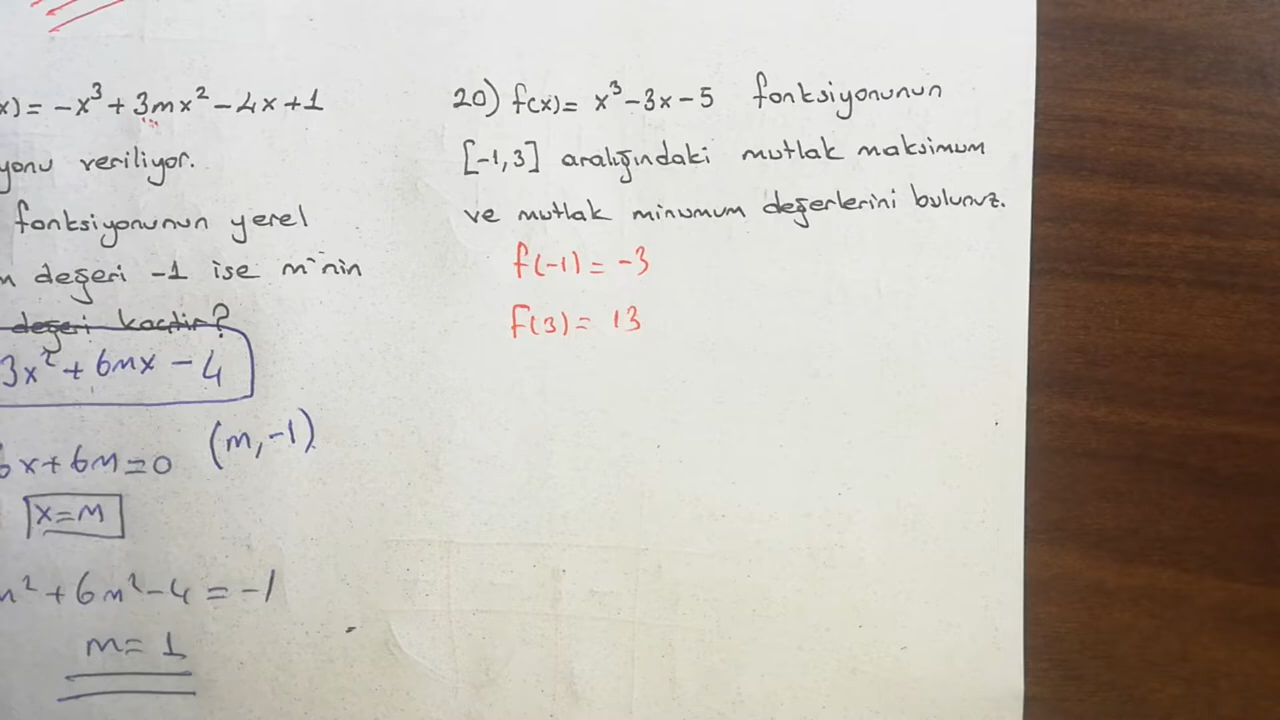 x) = -x³ + 3mx² - 4x + 1
yonu veriliyor.
fonksiyonunun yerel
değeri -1 ise m'nin
değeri kaçtır?
3x² + 6mx - 4
6x + 6m = 0 (m, -1)
x = m
m² + 6m² - 4 = -1
m = 1
20) f(x) = x³ - 3x - 5 fonksiyonunun
[-1, 3] aralığındaki mutlak maksimum
ve mutlak minumum değerlerini bulunuz.
f(-1) = -3
f(3) = 13